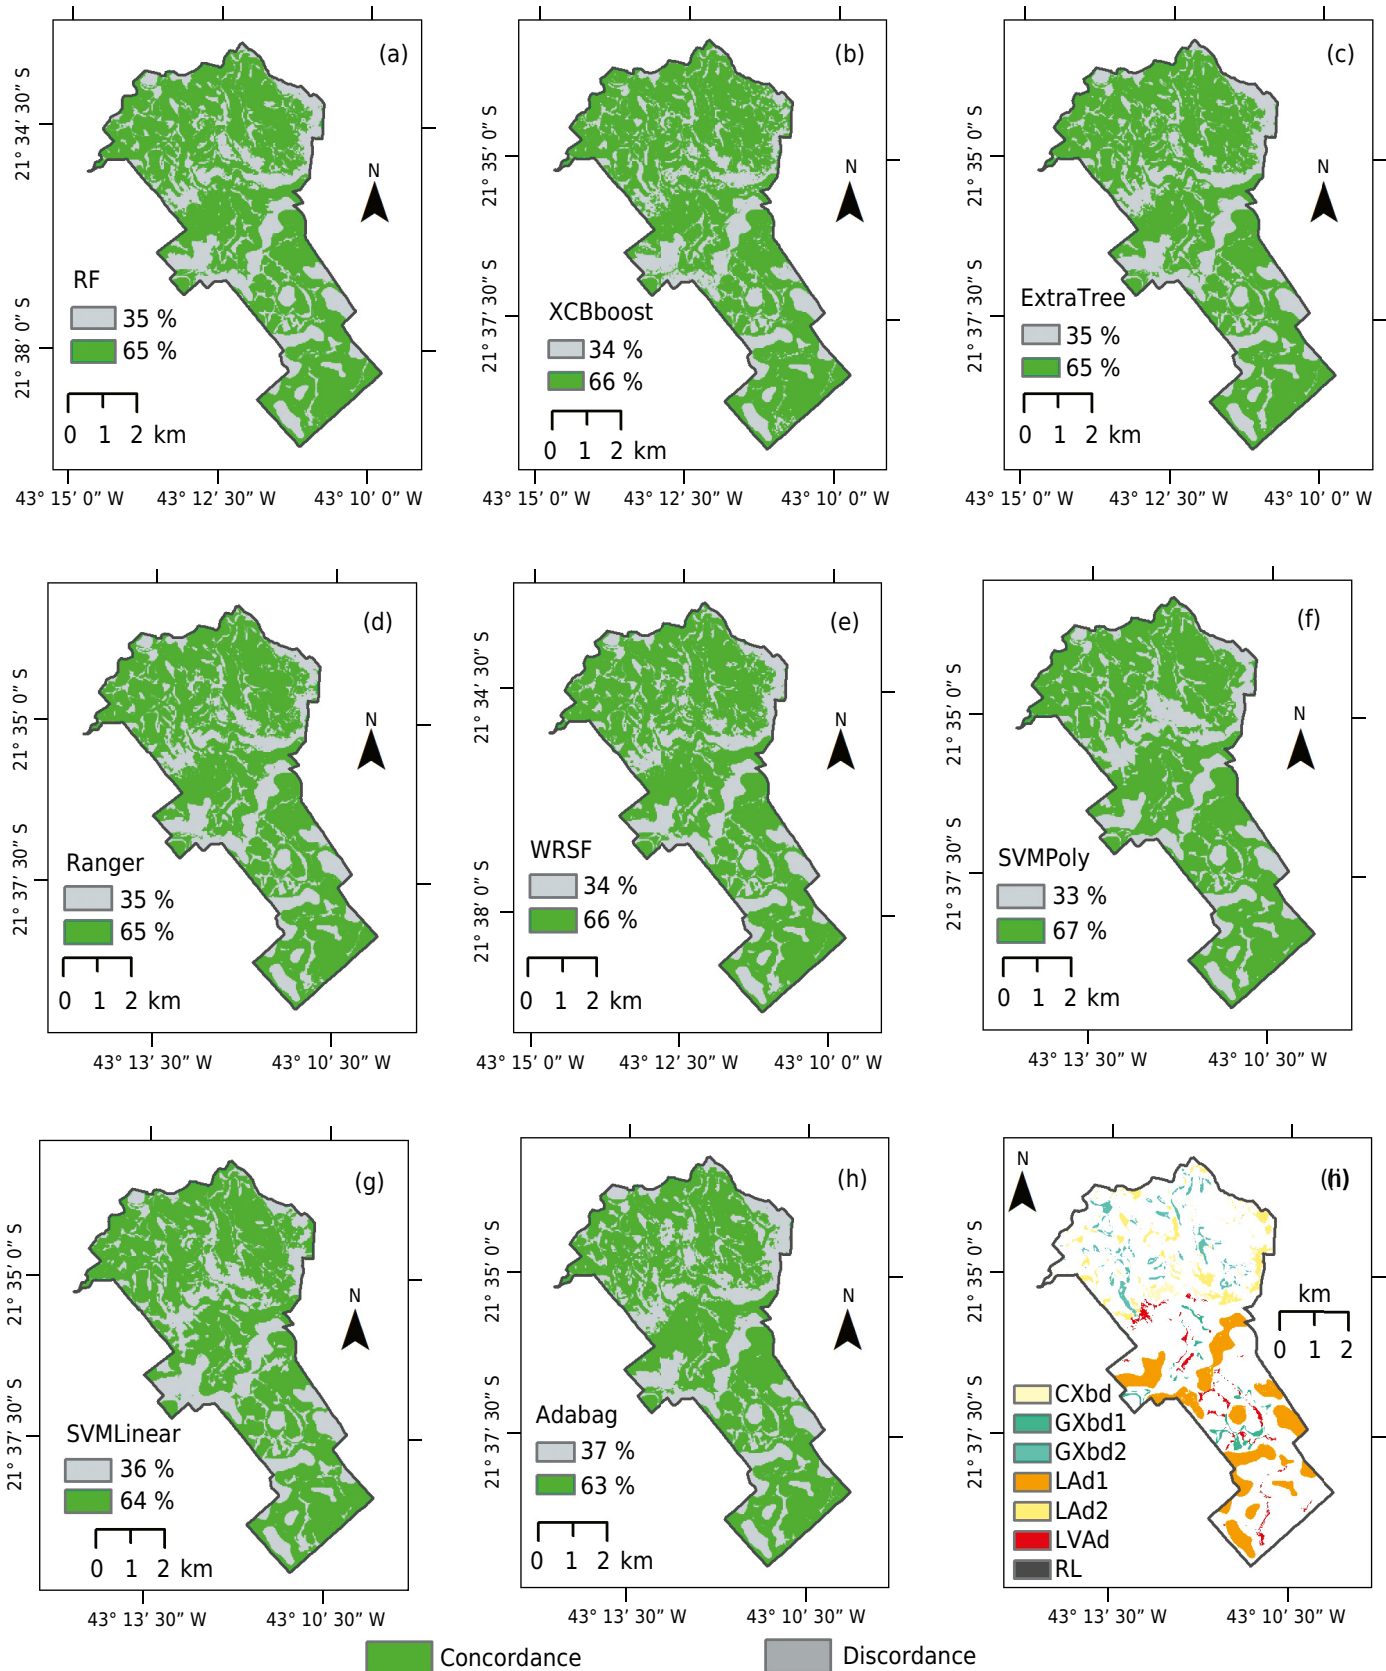 (a)
21° 34’ 30” S
21° 38’ 0” S
N
RF
35 %
65 %
0 1 2 km
43° 15’ 0” W 43° 12’ 30” W 43° 10’ 0” W
(b)
21° 35’ 0” S
21° 37’ 30” S
N
XCBboost
34 %
66 %
0 1 2 km
43° 15’ 0” W 43° 12’ 30” W 43° 10’ 0” W
(c)
21° 35’ 0” S
21° 37’ 30” S
N
ExtraTree
35 %
65 %
0 1 2 km
43° 15’ 0” W 43° 12’ 30” W 43° 10’ 0” W
(d)
21° 35’ 0” S
21° 37’ 30” S
N
Ranger
35 %
65 %
0 1 2 km
43° 13’ 30” W 43° 10’ 30” W
(e)
21° 34’ 30” S
21° 38’ 0” S
N
WRSF
34 %
66 %
0 1 2 km
43° 15’ 0” W 43° 12’ 30” W 43° 10’ 0” W
(f)
21° 35’ 0” S
21° 37’ 30” S
N
SVMPoly
33 %
67 %
0 1 2 km
43° 13’ 30” W 43° 10’ 30” W
(g)
21° 35’ 0” S
21° 37’ 30” S
N
SVMLinear
36 %
64 %
0 1 2 km
43° 13’ 30” W 43° 10’ 30” W
(h)
21° 35’ 0” S
21° 37’ 30” S
N
Adabag
37 %
63 %
0 1 2 km
43° 13’ 30” W 43° 10’ 30” W
N
21° 35’ 0” S
21° 37’ 30” S
km
0 1 2
CXbd
GXbd1
GXbd2
LAd1
LAd2
LVAd
RL
43° 13’ 30” W 43° 10’ 30” W
Concordance Discordance